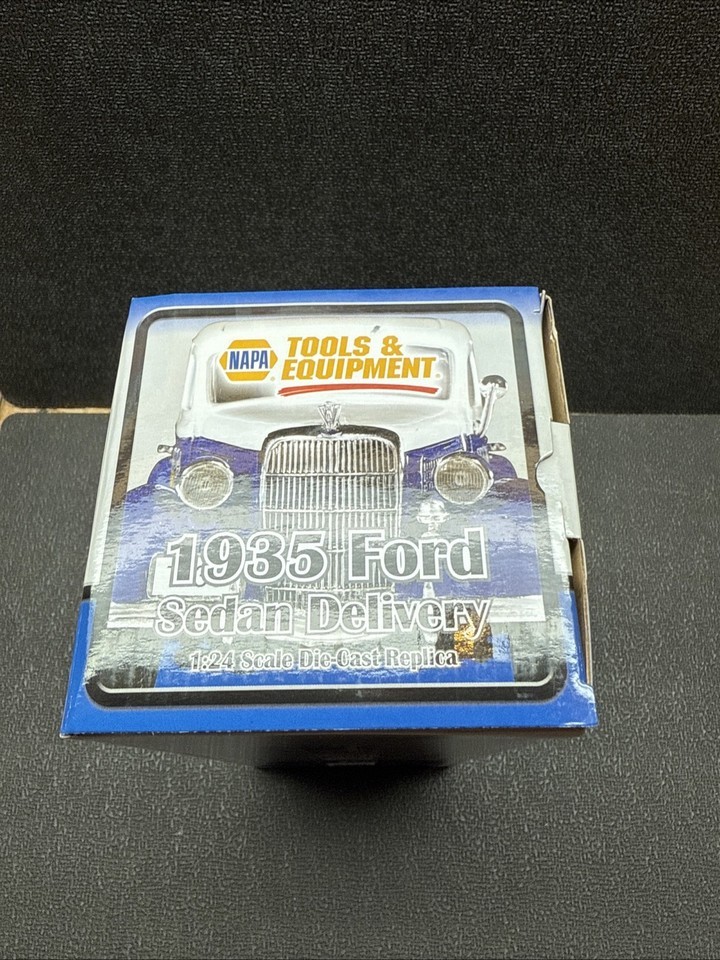 NAPA
TOOLS &
EQUIPMENT
1935 Ford
Sedan Delivery
1:24 Scale Die-Cast Replica